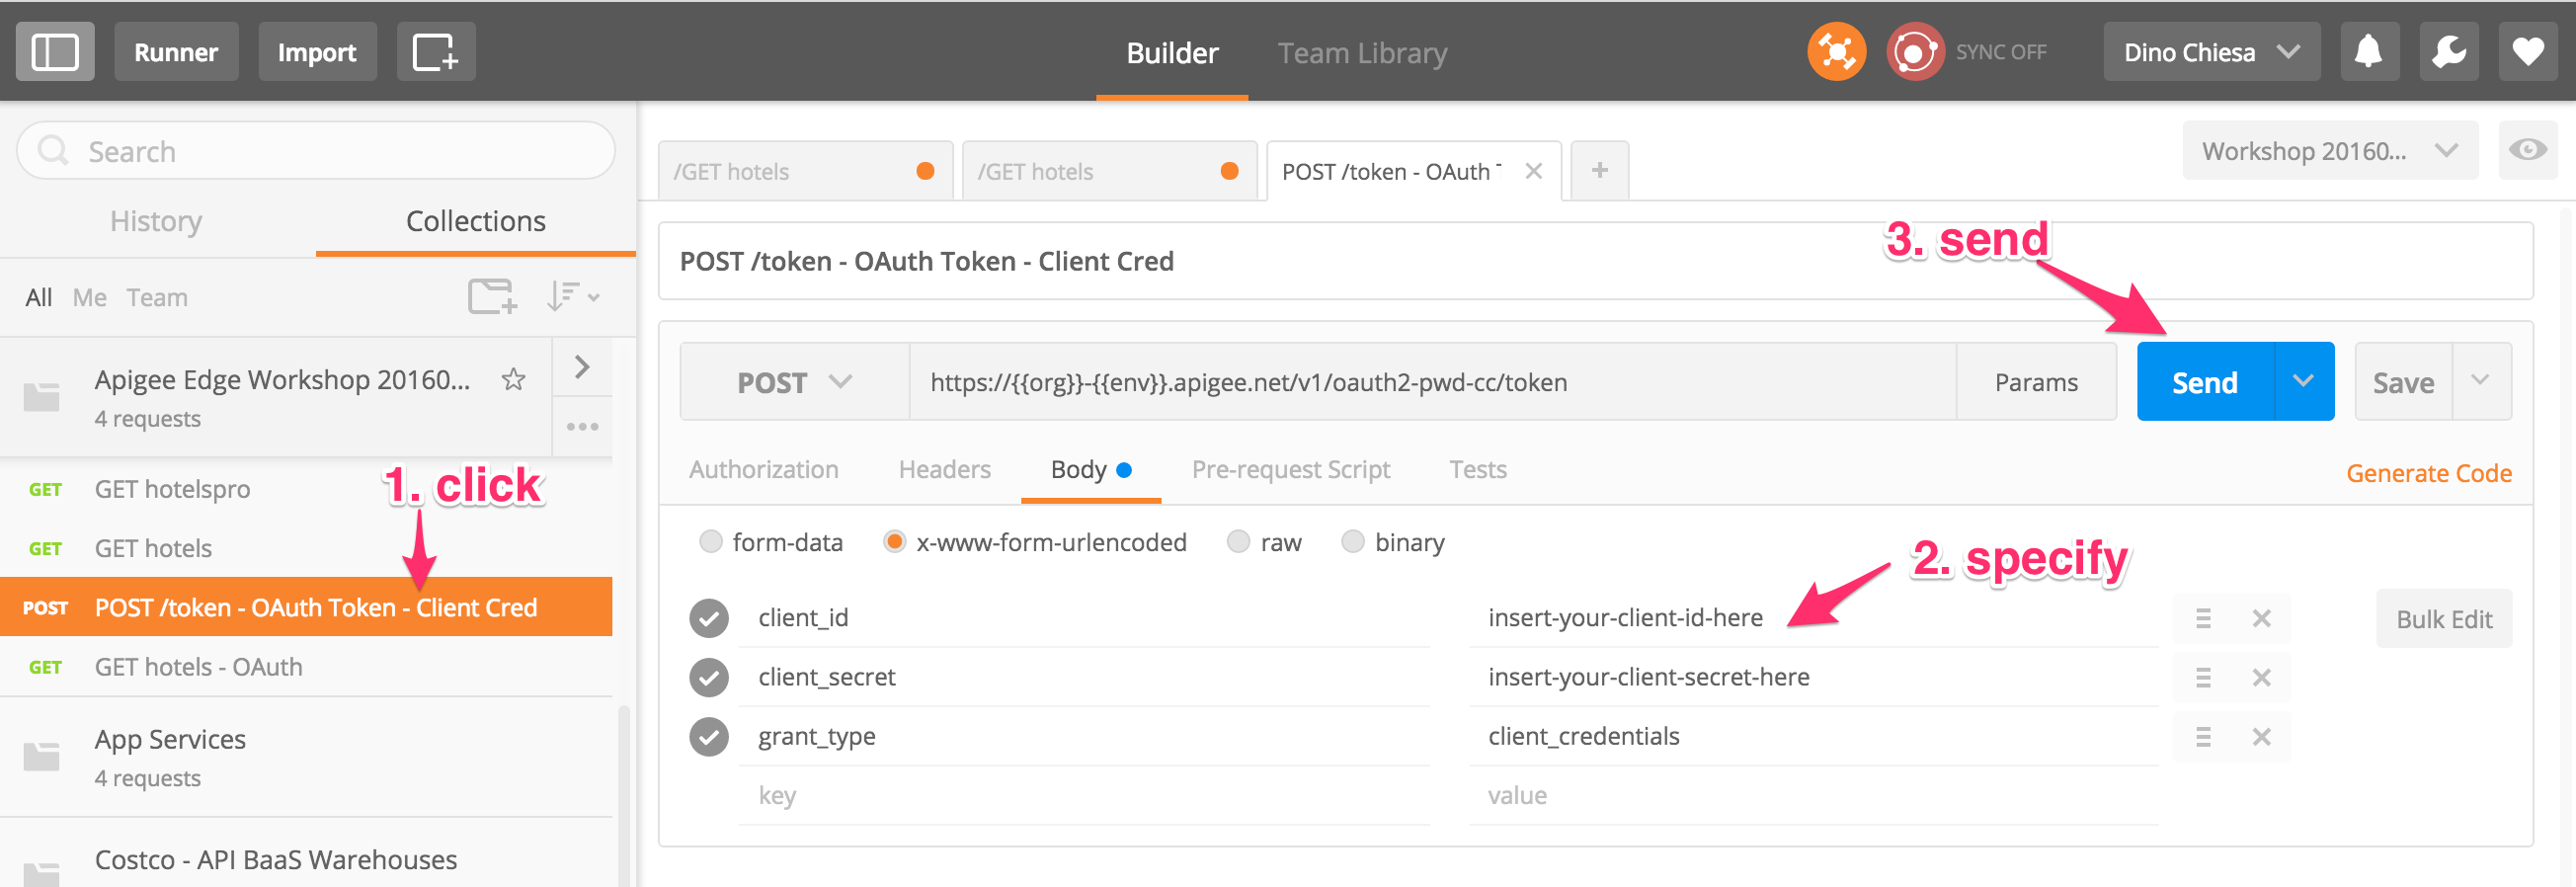 Runner
Import
Builder
Team Library
SYNC OFF
Dino Chiesa
Search
History
Collections
All Me Team
Apigee Edge Workshop 20160...
4 requests
GET GET hotelspro
1. click
GET GET hotels
POST POST /token - OAuth Token - Client Cred
GET GET hotels - OAuth
App Services
4 requests
Costco - API BaaS Warehouses
/GET hotels
/GET hotels
POST /token - OAuth
Workshop 20160...
POST /token - OAuth Token - Client Cred
3. send
POST
https://{{org}}-{{env}}.apigee.net/v1/oauth2-pwd-cc/token
Params
Send
Save
Authorization Headers Body Pre-request Script Tests
Generate Code
form-data x-www-form-urlencoded raw binary
2. specify
client_id insert-your-client-id-here
Bulk Edit
client_secret insert-your-client-secret-here
grant_type client_credentials
key value